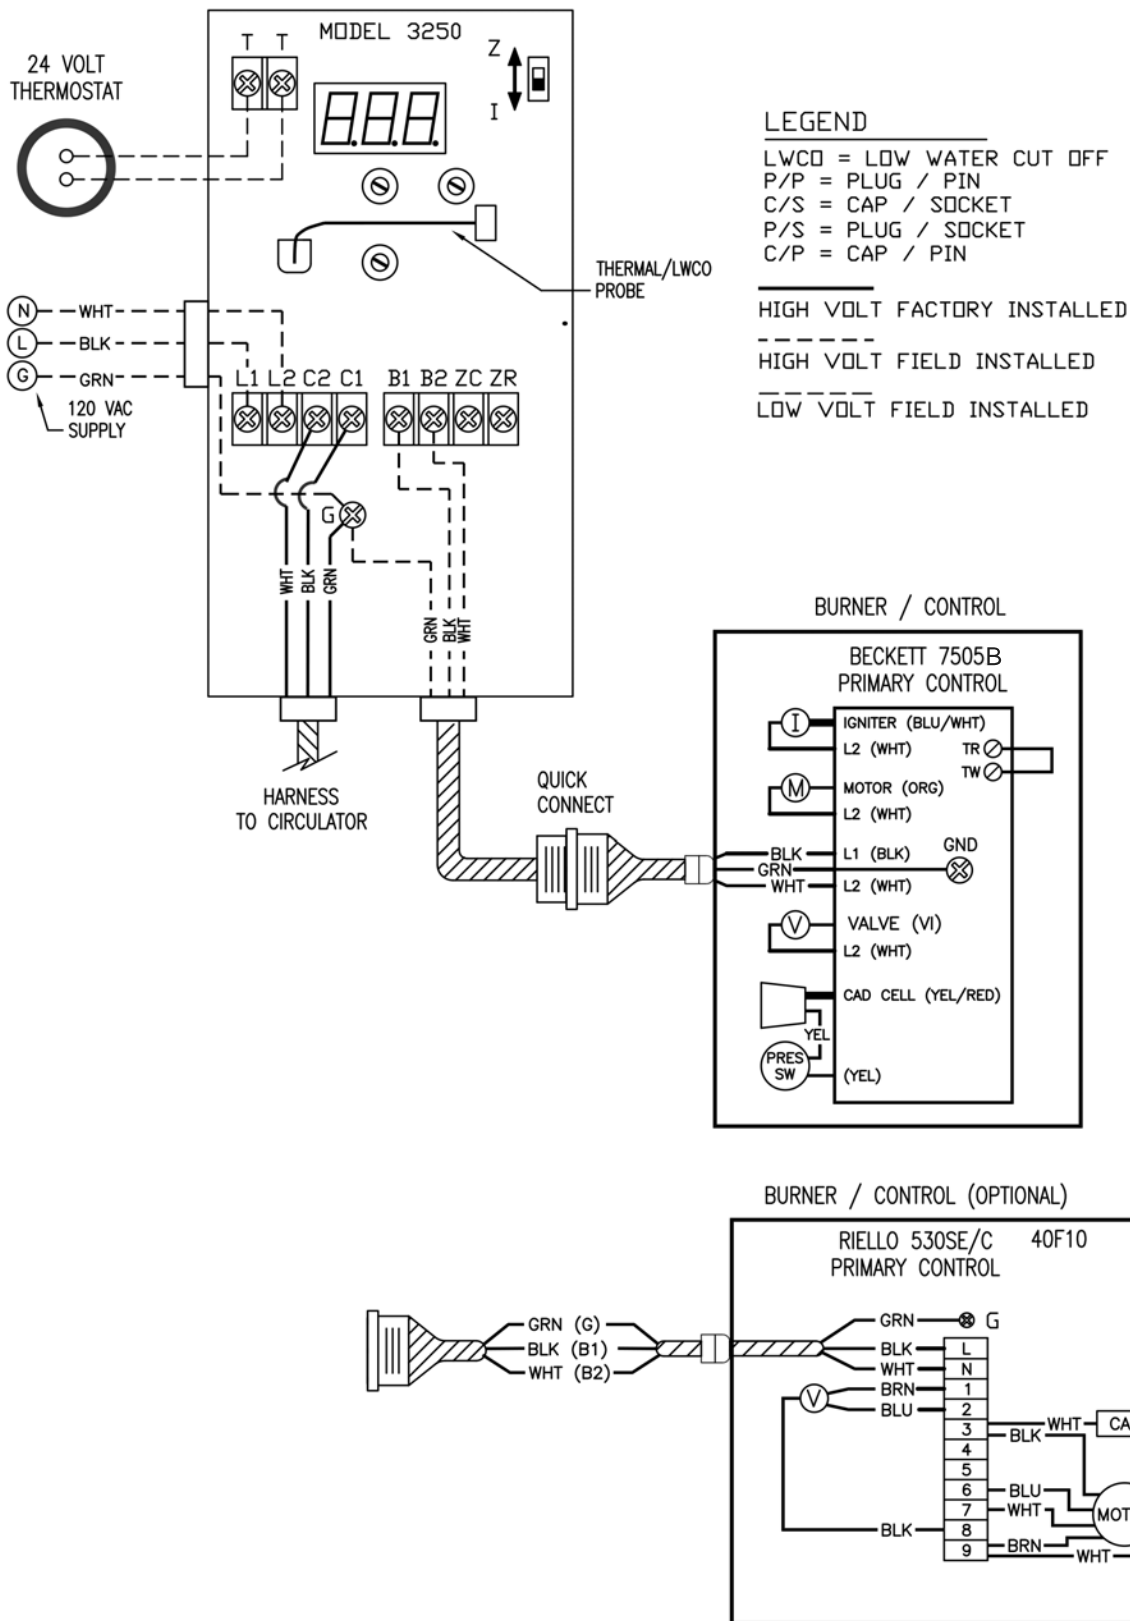 MODEL 3250
T T
Z
I
24 VOLT
THERMOSTAT
8.8.8.
THERMAL/LWCO
PROBE
LEGEND
LWCO = LOW WATER CUT OFF
P/P = PLUG / PIN
C/S = CAP / SOCKET
P/S = PLUG / SOCKET
C/P = CAP / PIN
HIGH VOLT FACTORY INSTALLED
HIGH VOLT FIELD INSTALLED
LOW VOLT FIELD INSTALLED
N WHT
L BLK
G GRN
120 VAC
SUPPLY
L1 L2 C2 C1 B1 B2 ZC ZR
G
WHT
BLK
GRN
GRN
BLK
WHT
HARNESS
TO CIRCULATOR
QUICK
CONNECT
BURNER / CONTROL
BECKETT 7505B
PRIMARY CONTROL
I IGNITER (BLU/WHT)
L2 (WHT) TR
TW
M MOTOR (ORG)
L2 (WHT)
BLK L1 (BLK) GND
GRN
WHT L2 (WHT)
V VALVE (VI)
L2 (WHT)
CAD CELL (YEL/RED)
YEL
PRES
SW
(YEL)
BURNER / CONTROL (OPTIONAL)
RIELLO 530SE/C 40F10
PRIMARY CONTROL
GRN (G)
BLK (B1)
WHT (B2)
GRN G
BLK L
WHT N
BRN 1
V
BLU 2
3 WHT CA
BLK
4
5
6 BLU
7 WHT
MOT
BLK 8
9 BRN
WHT